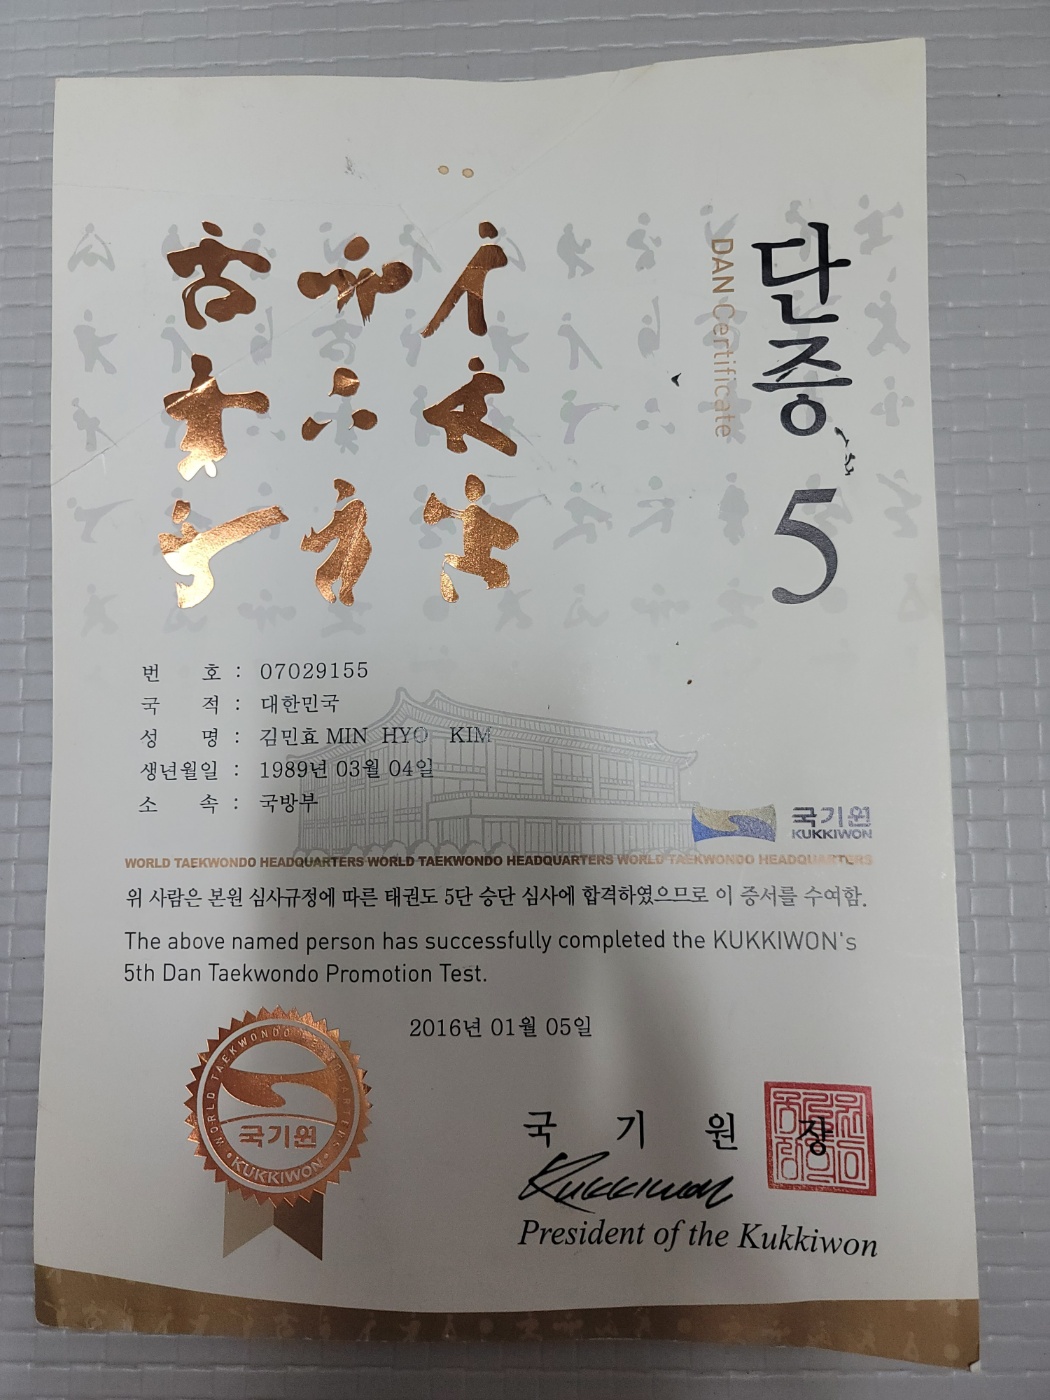 단증 5
DAN Certificate
번 호 : 07029155
국 적 : 대한민국
성 명 : 김민효 MIN HYO KIM
생년월일 : 1989년 03월 04일
소 속 : 국방부
국기원
KUKKIWON
WORLD TAEKWONDO HEADQUARTERS WORLD TAEKWONDO HEADQUARTERS WORLD TAEKWONDO HEADQUARTERS
위 사람은 본원 심사규정에 따른 태권도 5단 승단 심사에 합격하였으므로 이 증서를 수여함.
The above named person has successfully completed the KUKKIWON's
5th Dan Taekwondo Promotion Test.
2016년 01월 05일
WORLD TAEKWONDO HEADQUARTERS
국기원
KUKKIWON
국 기 원 장
Kukkiwon
President of the Kukkiwon